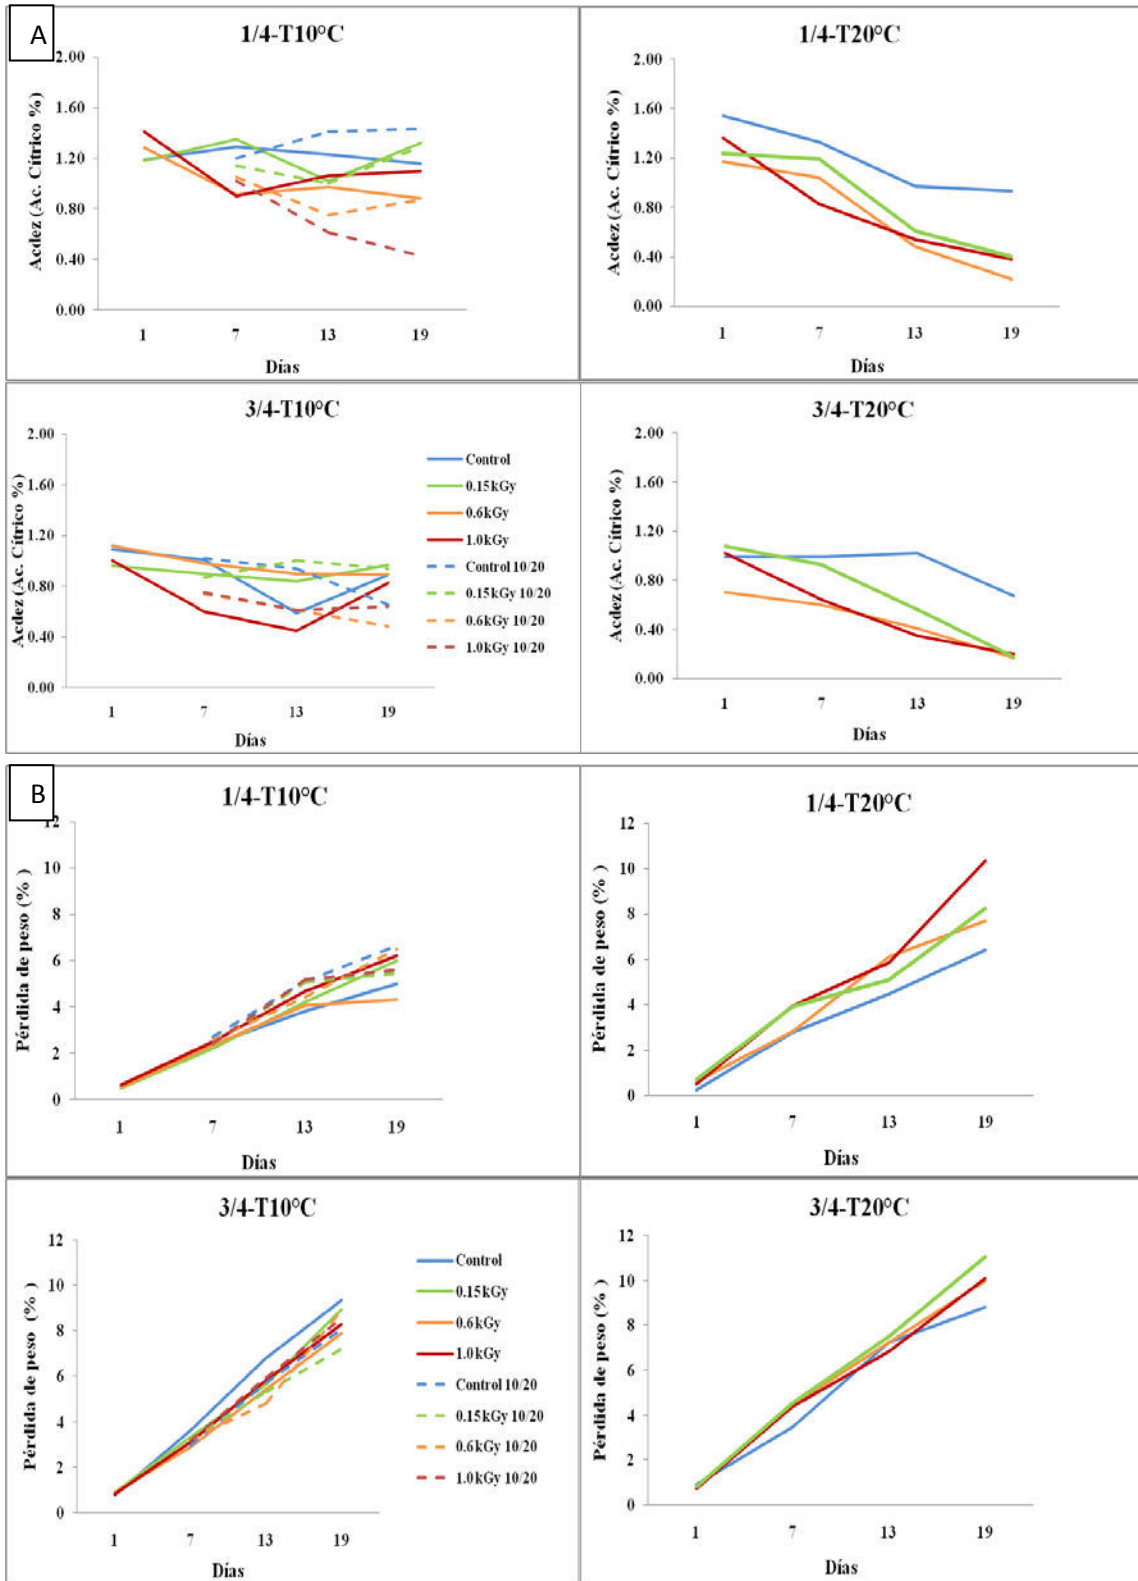 A
1/4-T10°C
2.00
1.60
1.20
0.80
0.40
0.00
Acdez (Ac. Cítrico %)
1 7 13 19
Días
1/4-T20°C
2.00
1.60
1.20
0.80
0.40
0.00
Acdez (Ac. Cítrico %)
1 7 13 19
Días
3/4-T10°C
2.00
1.60
1.20
0.80
0.40
0.00
Acdez (Ac. Cítrico %)
1 7 13 19
Días
Control
0.15kGy
0.6kGy
1.0kGy
Control 10/20
0.15kGy 10/20
0.6kGy 10/20
1.0kGy 10/20
3/4-T20°C
2.00
1.60
1.20
0.80
0.40
0.00
Acdez (Ac. Cítrico %)
1 7 13 19
Días
B
1/4-T10°C
12
10
8
6
4
2
0
Pérdida de peso (% )
1 7 13 19
Días
1/4-T20°C
12
10
8
6
4
2
0
Pérdida de peso (% )
1 7 13 19
Días
3/4-T10°C
12
10
8
6
4
2
0
Pérdida de peso (% )
1 7 13 19
Días
Control
0.15kGy
0.6kGy
1.0kGy
Control 10/20
0.15kGy 10/20
0.6kGy 10/20
1.0kGy 10/20
3/4-T20°C
12
10
8
6
4
2
0
Pérdida de peso (% )
1 7 13 19
Días